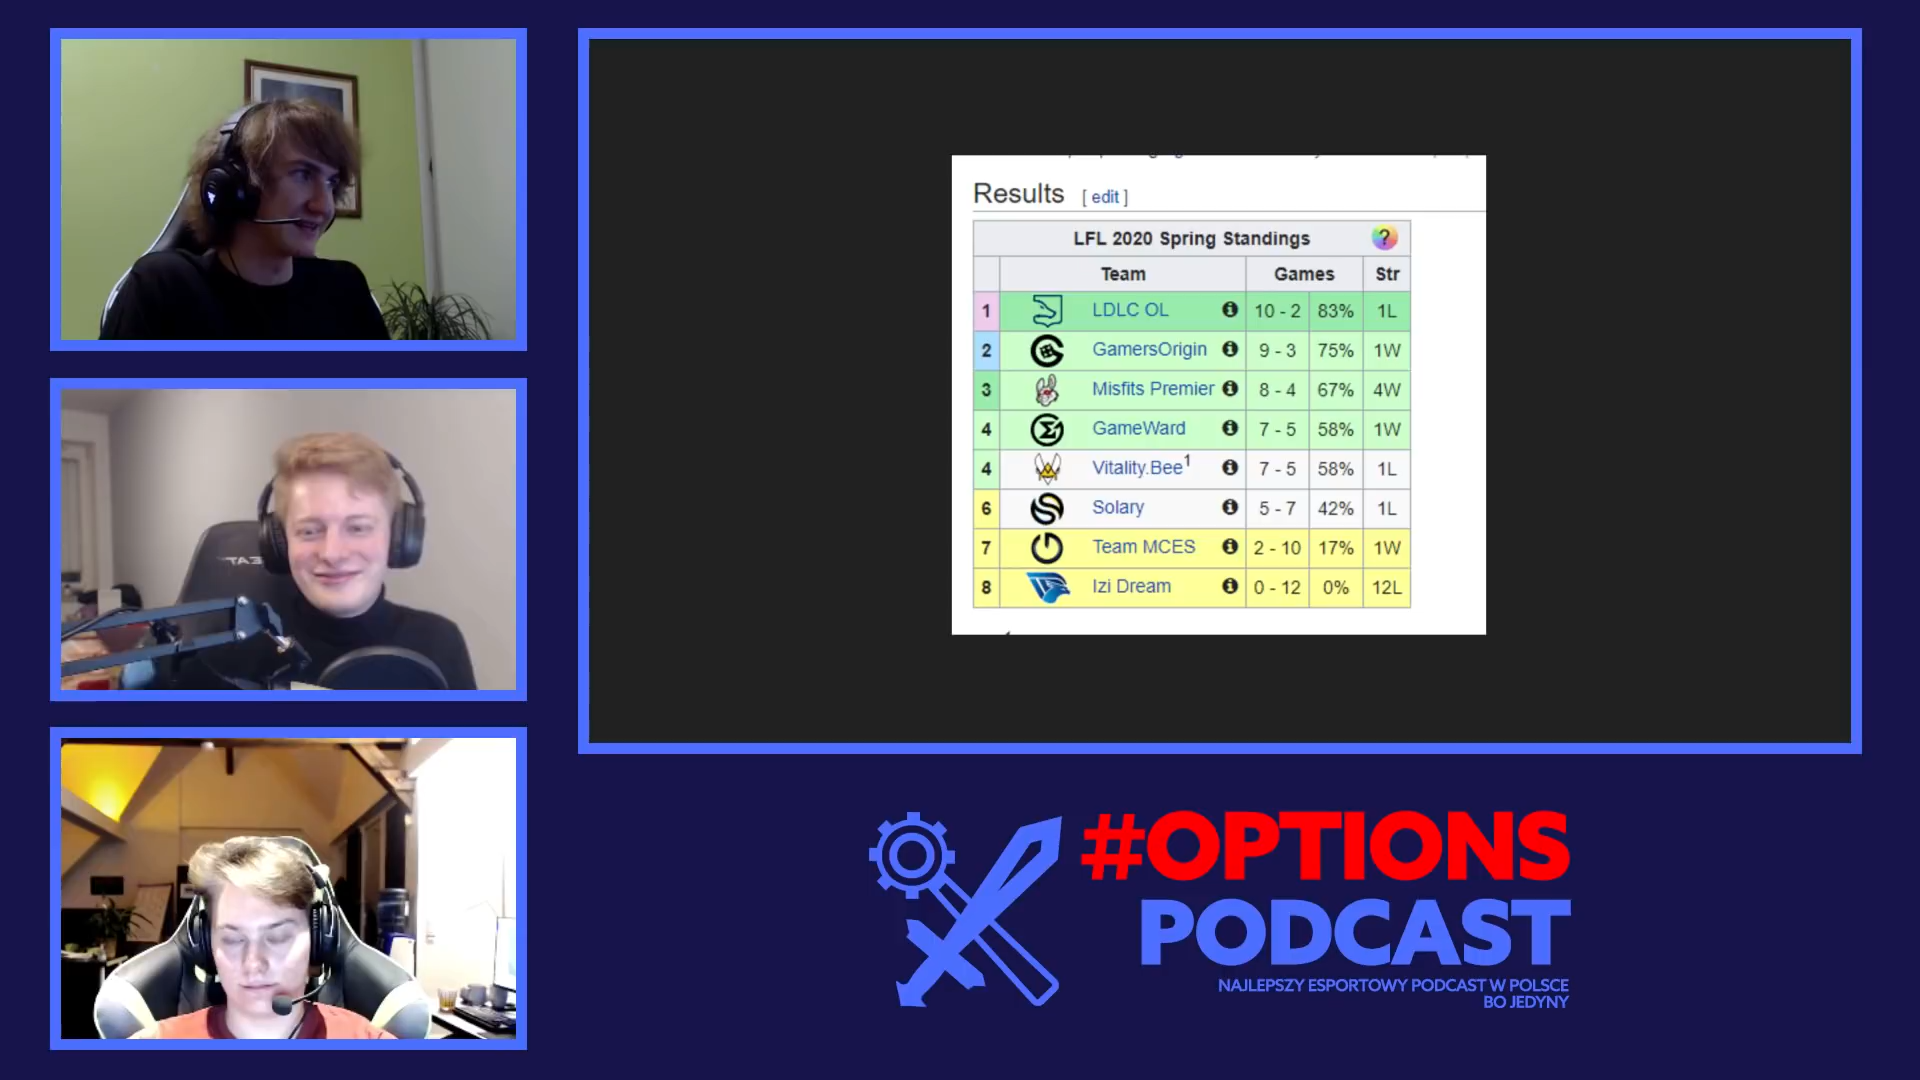 Results [ edit ]
LFL 2020 Spring Standings ?
Team Games Str
1 LDLC OL 10 - 2 83% 1L
2 GamersOrigin 9 - 3 75% 1W
3 Misfits Premier 8 - 4 67% 4W
4 GameWard 7 - 5 58% 1W
4 Vitality.Bee1 7 - 5 58% 1L
6 Solary 5 - 7 42% 1L
7 Team MCES 2 - 10 17% 1W
8 Izi Dream 0 - 12 0% 12L
#OPTIONS
PODCAST
NAJLEPSZY ESPORTOWY PODCAST W POLSCE
BO JEDYNY